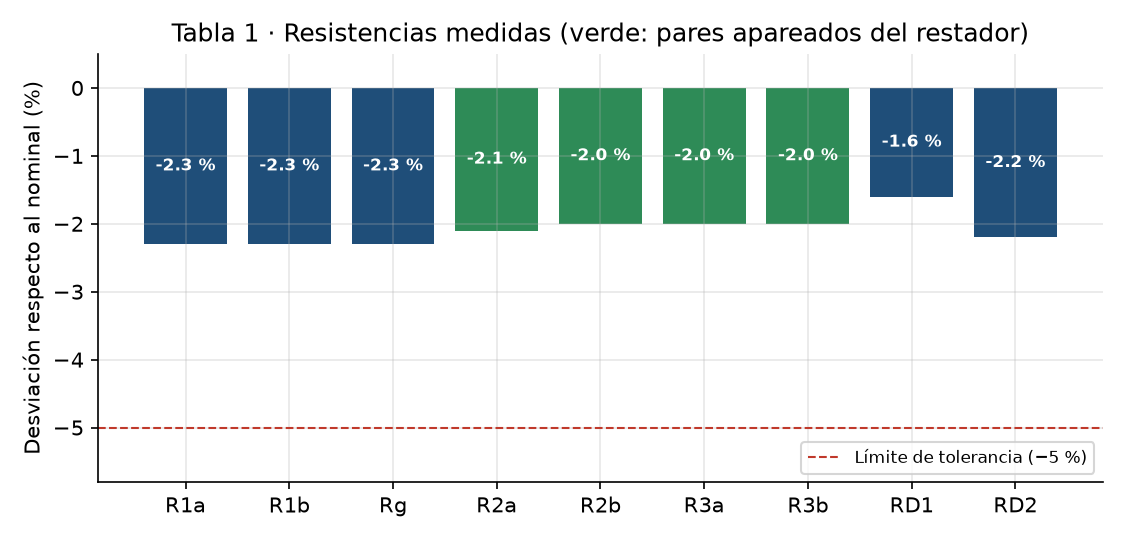 Tabla 1 · Resistencias medidas (verde: pares apareados del restador)
Desviación respecto al nominal (%)
0
−1
−2
−3
−4
−5
-2.3 %
-2.3 %
-2.3 %
-2.1 %
-2.0 %
-2.0 %
-2.0 %
-1.6 %
-2.2 %
Límite de tolerancia (−5 %)
R1a
R1b
Rg
R2a
R2b
R3a
R3b
RD1
RD2